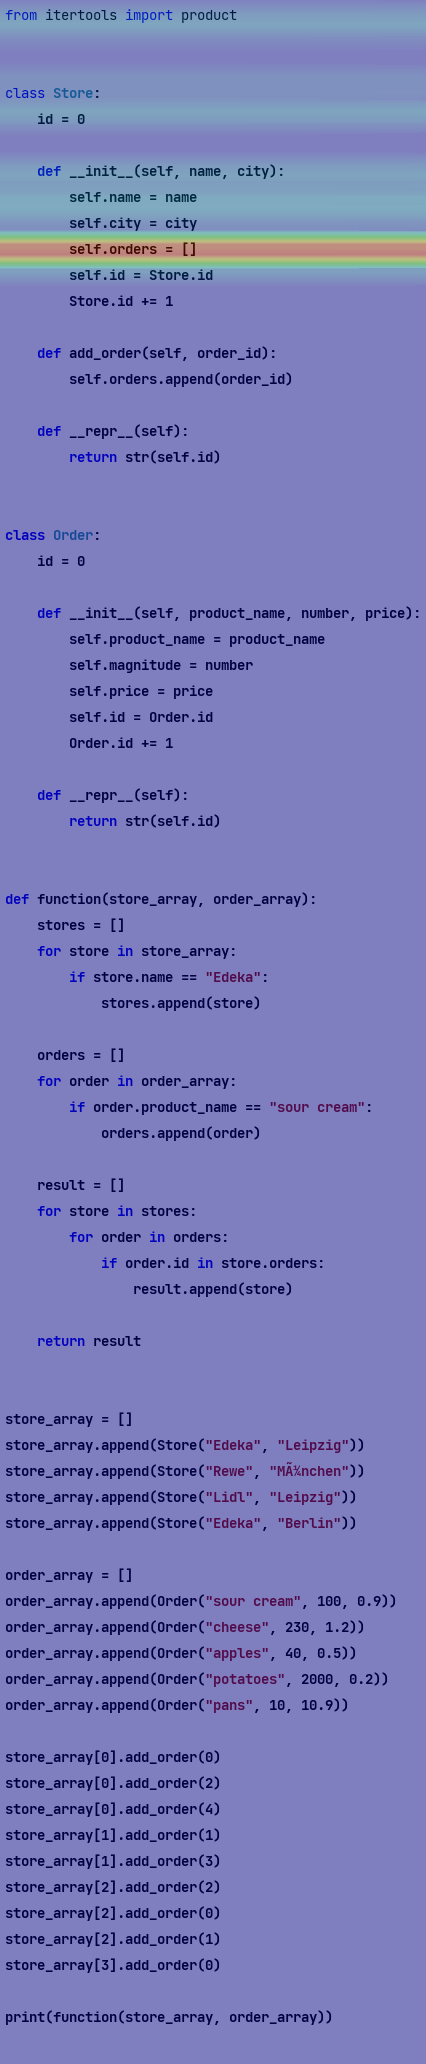 from itertools import product
class Store:
    id = 0
    def __init__(self, name, city):
        self.name = name
        self.city = city
        self.orders = []
        self.id = Store.id
        Store.id += 1
    def add_order(self, order_id):
        self.orders.append(order_id)
    def __repr__(self):
        return str(self.id)
class Order:
    id = 0
    def __init__(self, product_name, number, price):
        self.product_name = product_name
        self.magnitude = number
        self.price = price
        self.id = Order.id
        Order.id += 1
    def __repr__(self):
        return str(self.id)
def function(store_array, order_array):
    stores = []
    for store in store_array:
        if store.name == "Edeka":
            stores.append(store)
    orders = []
    for order in order_array:
        if order.product_name == "sour cream":
            orders.append(order)
    result = []
    for store in stores:
        for order in orders:
            if order.id in store.orders:
                result.append(store)
    return result
store_array = []
store_array.append(Store("Edeka", "Leipzig"))
store_array.append(Store("Rewe", "MÃ¼nchen"))
store_array.append(Store("Lidl", "Leipzig"))
store_array.append(Store("Edeka", "Berlin"))
order_array = []
order_array.append(Order("sour cream", 100, 0.9))
order_array.append(Order("cheese", 230, 1.2))
order_array.append(Order("apples", 40, 0.5))
order_array.append(Order("potatoes", 2000, 0.2))
order_array.append(Order("pans", 10, 10.9))
store_array[0].add_order(0)
store_array[0].add_order(2)
store_array[0].add_order(4)
store_array[1].add_order(1)
store_array[1].add_order(3)
store_array[2].add_order(2)
store_array[2].add_order(0)
store_array[2].add_order(1)
store_array[3].add_order(0)
print(function(store_array, order_array))